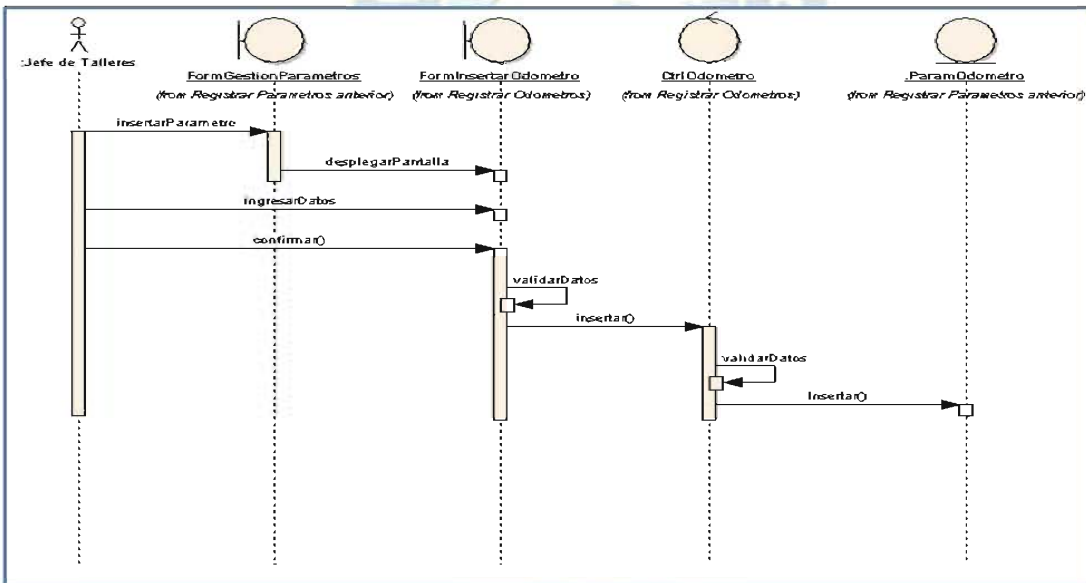 :Jefe de Talleres
FormGestionParametros
(from Registrar Parametros anterior)
FormInsertarOdometro
(from Registrar Odometros)
CtrlOdometro
(from Registrar Odometros)
:ParamOdometro
(from Registrar Parametros anterior)
insertarParametro
desplegarPantalla
ingresarDatos
confirmar()
validarDatos
insertar()
validarDatos
Insertar()